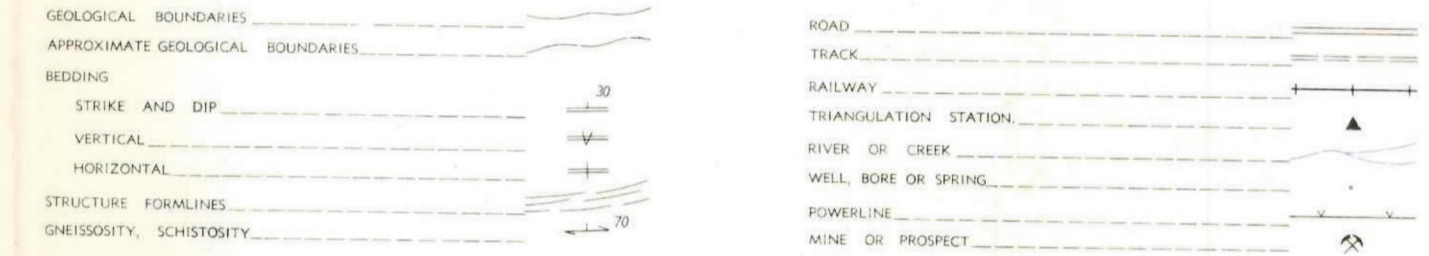 GEOLOGICAL BOUNDARIES
APPROXIMATE GEOLOGICAL BOUNDARIES
BEDDING
STRIKE AND DIP 30
VERTICAL
HORIZONTAL
STRUCTURE FORMLINES
GNEISSOSITY, SCHISTOSITY 70
ROAD
TRACK
RAILWAY
TRIANGULATION STATION.
RIVER OR CREEK
WELL, BORE OR SPRING
POWERLINE
MINE OR PROSPECT